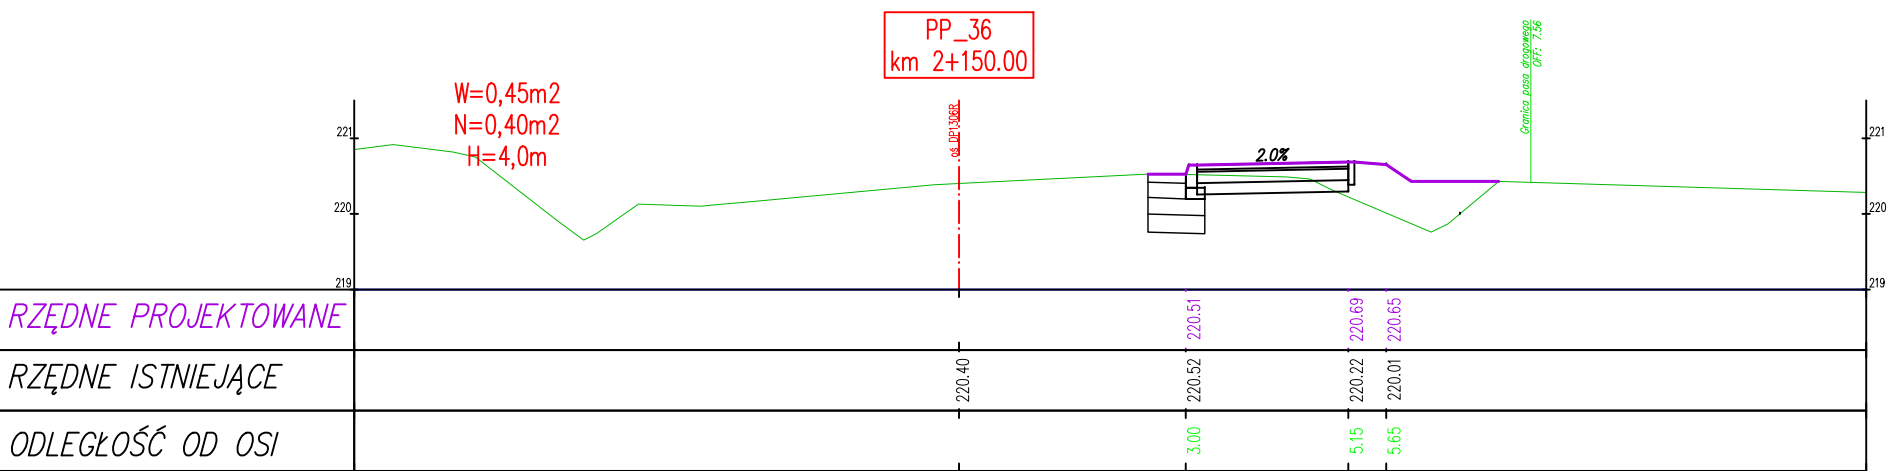 PP_36
km 2+150.00
W=0,45m2
N=0,40m2
H=4,0m
oś DP1306R
Granica pasa drogowego
OFF: 7.56
2.0%
221
220
219
221
220
219
RZĘDNE PROJEKTOWANE
220.51
220.69
220.65
RZĘDNE ISTNIEJĄCE
220.40
220.52
220.22
220.01
ODLEGŁOŚĆ OD OSI
3.00
5.15
5.65